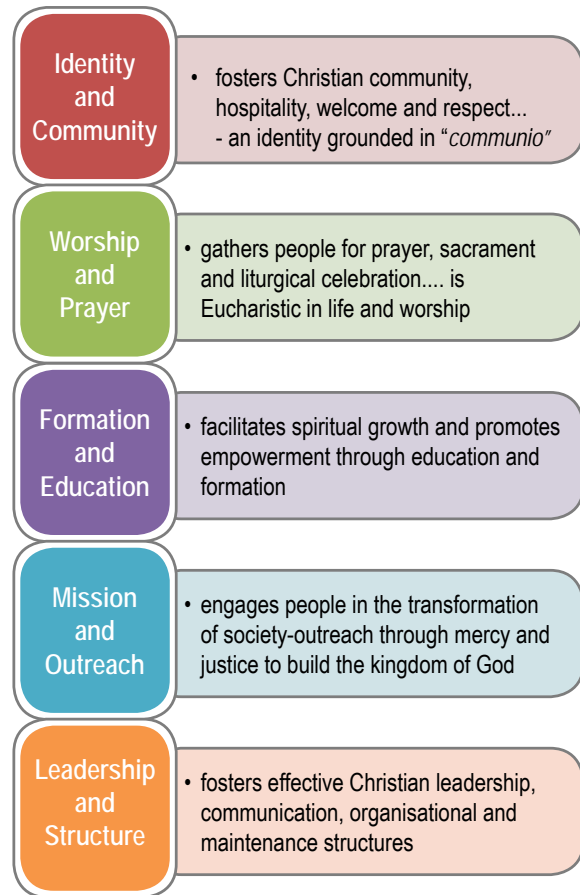 Identity
and
Community
• fosters Christian community,
hospitality, welcome and respect...
- an identity grounded in “communio”
Worship
and
Prayer
• gathers people for prayer, sacrament
and liturgical celebration.... is
Eucharistic in life and worship
Formation
and
Education
• facilitates spiritual growth and promotes
empowerment through education and
formation
Mission
and
Outreach
• engages people in the transformation
of society-outreach through mercy and
justice to build the kingdom of God
Leadership
and
Structure
• fosters effective Christian leadership,
communication, organisational and
maintenance structures